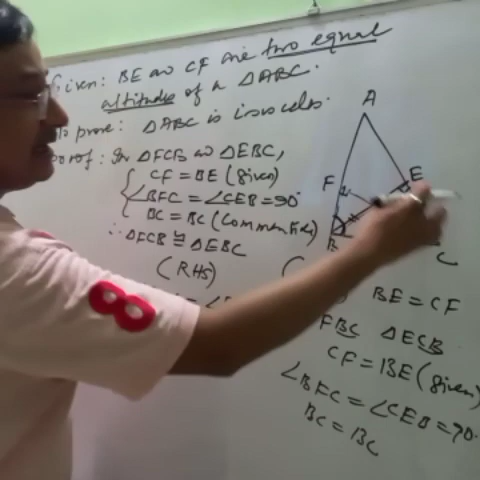 Given: BE and CF are two equal
altitudes of a ΔABC.
To prove: ΔABC is isosceles.
Proof: In ΔFCB and ΔEBC,
CF = BE (given)
∠BFC = ∠CEB = 90°
BC = BC (Common side)
∴ ΔFCB ≅ ΔEBC
(RHS)
A
F
E
B
C
BE = CF
FBC ΔECB
CF = BE (given)
∠BFC = ∠CEB = 90
BC = BC
8